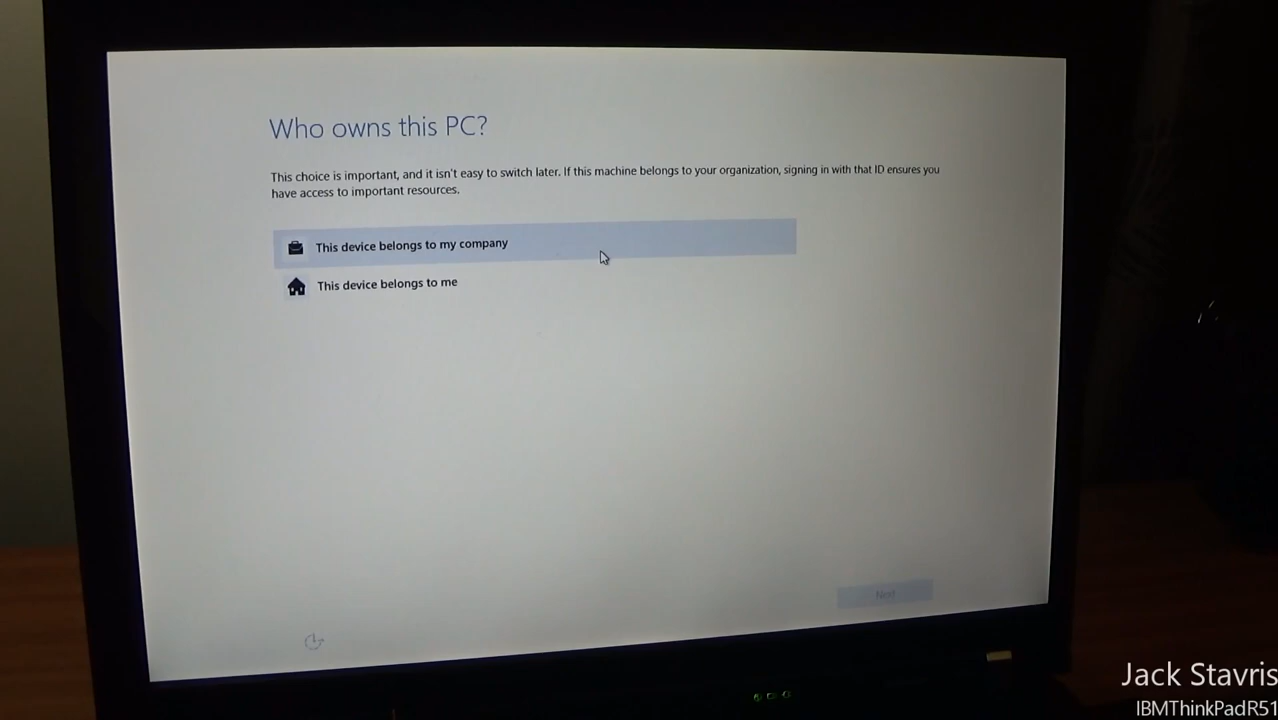 Who owns this PC?
This choice is important, and it isn't easy to switch later. If this machine belongs to your organization, signing in with that ID ensures you
have access to important resources.
This device belongs to my company
This device belongs to me
Next
Jack Stavris
IBMThinkPadR51